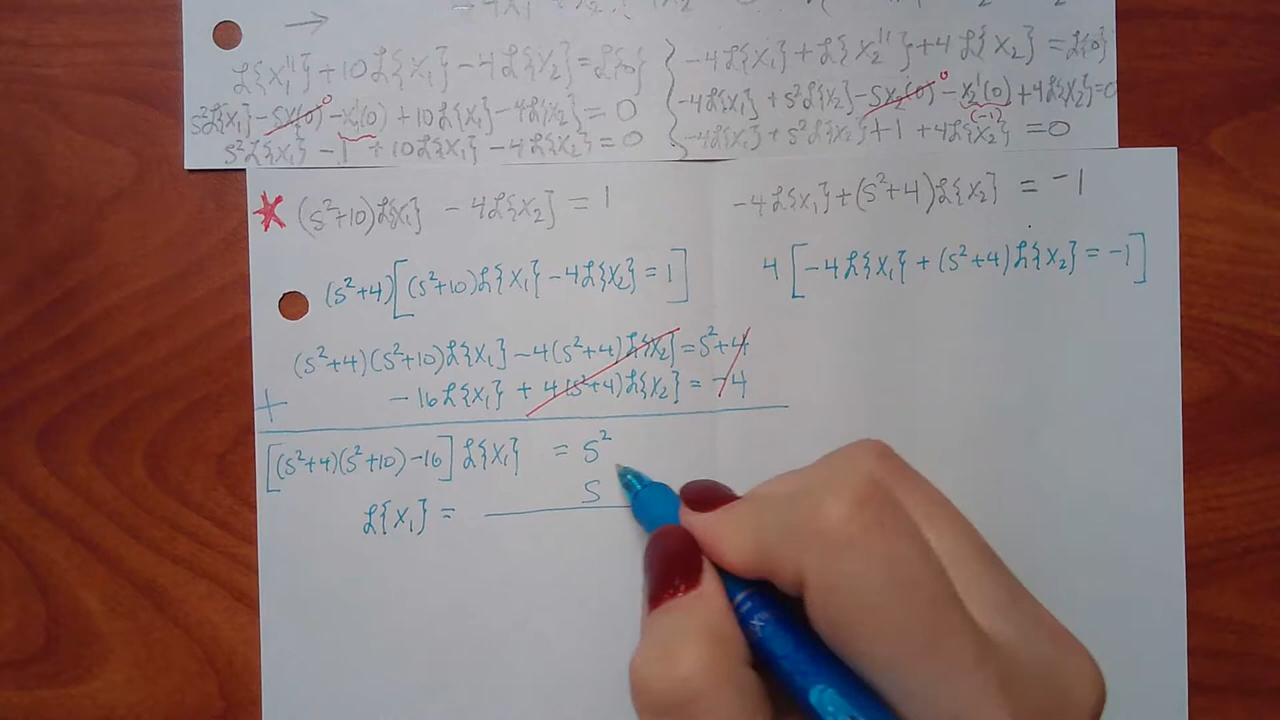 →
ℒ{x₁''} + 10ℒ{x₁} - 4ℒ{x₂} = ℒ{0}
s²ℒ{x₁} - sx₁(0) - x₁'(0) + 10ℒ{x₁} - 4ℒ{x₂} = 0
s²ℒ{x₁} - 1 + 10ℒ{x₁} - 4ℒ{x₂} = 0
-4ℒ{x₁} + ℒ{x₂''} + 4ℒ{x₂} = ℒ{0}
-4ℒ{x₁} + s²ℒ{x₂} - sx₂(0) - x₂'(0) + 4ℒ{x₂} = 0
0
0
(-1)
-4ℒ{x₁} + s²ℒ{x₂} + 1 + 4ℒ{x₂} = 0
* (s²+10)ℒ{x₁} - 4ℒ{x₂} = 1
-4ℒ{x₁} + (s²+4)ℒ{x₂} = -1
(s²+4)[(s²+10)ℒ{x₁} - 4ℒ{x₂} = 1]
4[-4ℒ{x₁} + (s²+4)ℒ{x₂} = -1]
(s²+4)(s²+10)ℒ{x₁} - 4(s²+4)ℒ{x₂} = s²+4
+ -16ℒ{x₁} + 4(s²+4)ℒ{x₂} = -4
[(s²+4)(s²+10) - 16]ℒ{x₁} = s²
s
ℒ{x₁} =